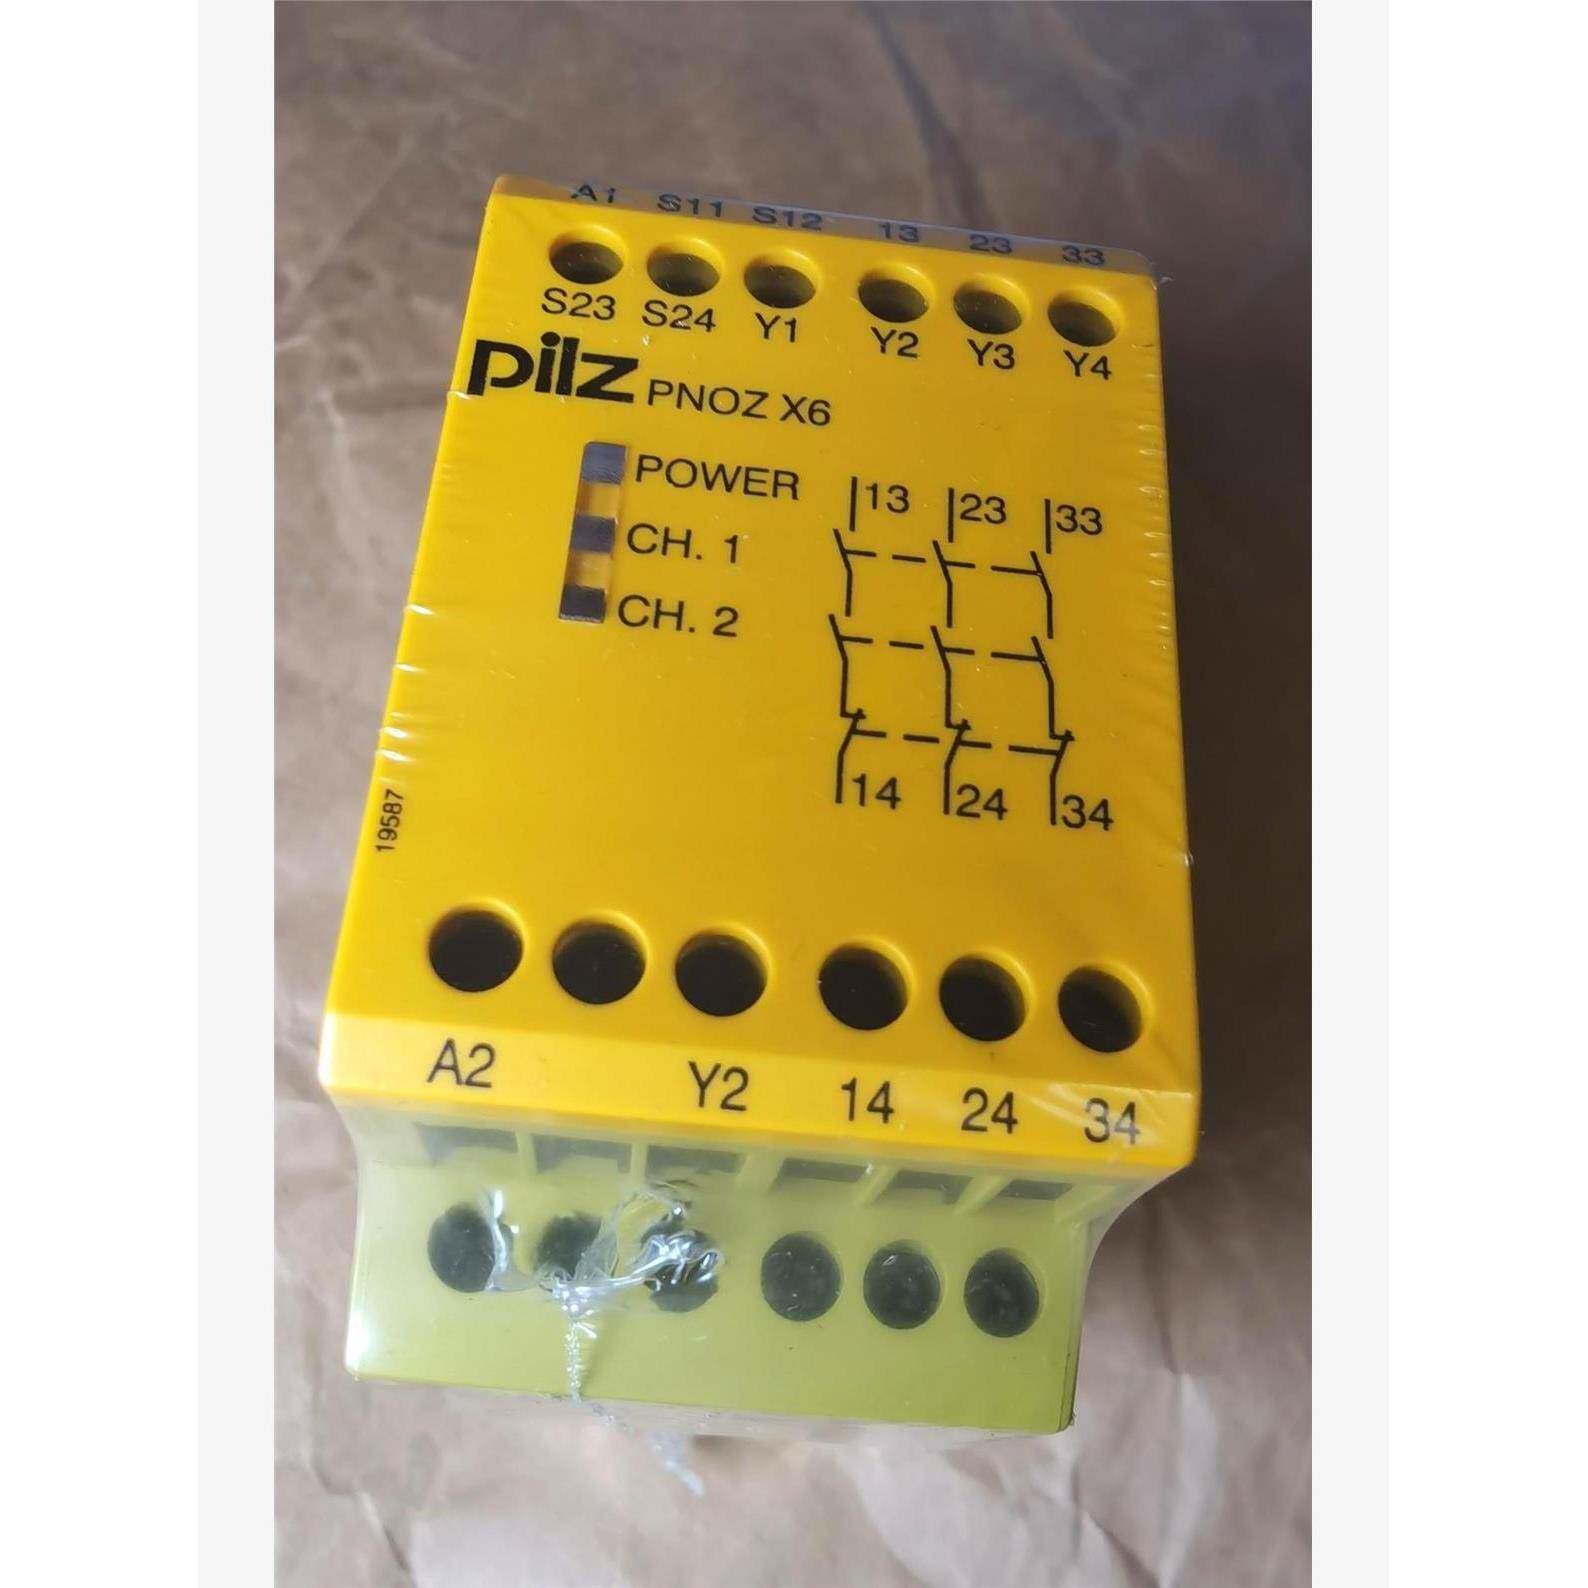 A1 S11 S12 13 23 33
S23 S24 Y1 Y2 Y3 Y4
pilz PNOZ X6
POWER
CH. 1
CH. 2
13 23 33
14 24 34
19587
A2 Y2 14 24 34